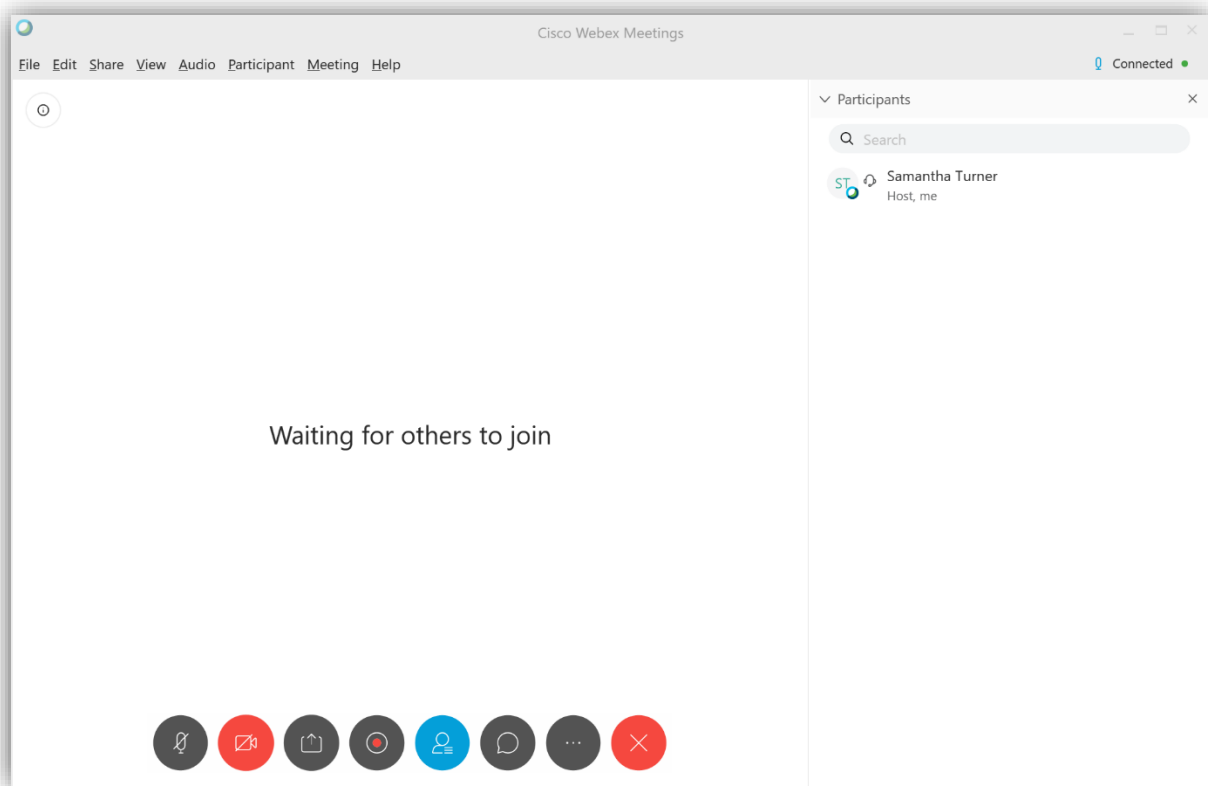 Cisco Webex Meetings
File Edit Share View Audio Participant Meeting Help
Connected
Participants
Search
ST
Samantha Turner
Host, me
Waiting for others to join